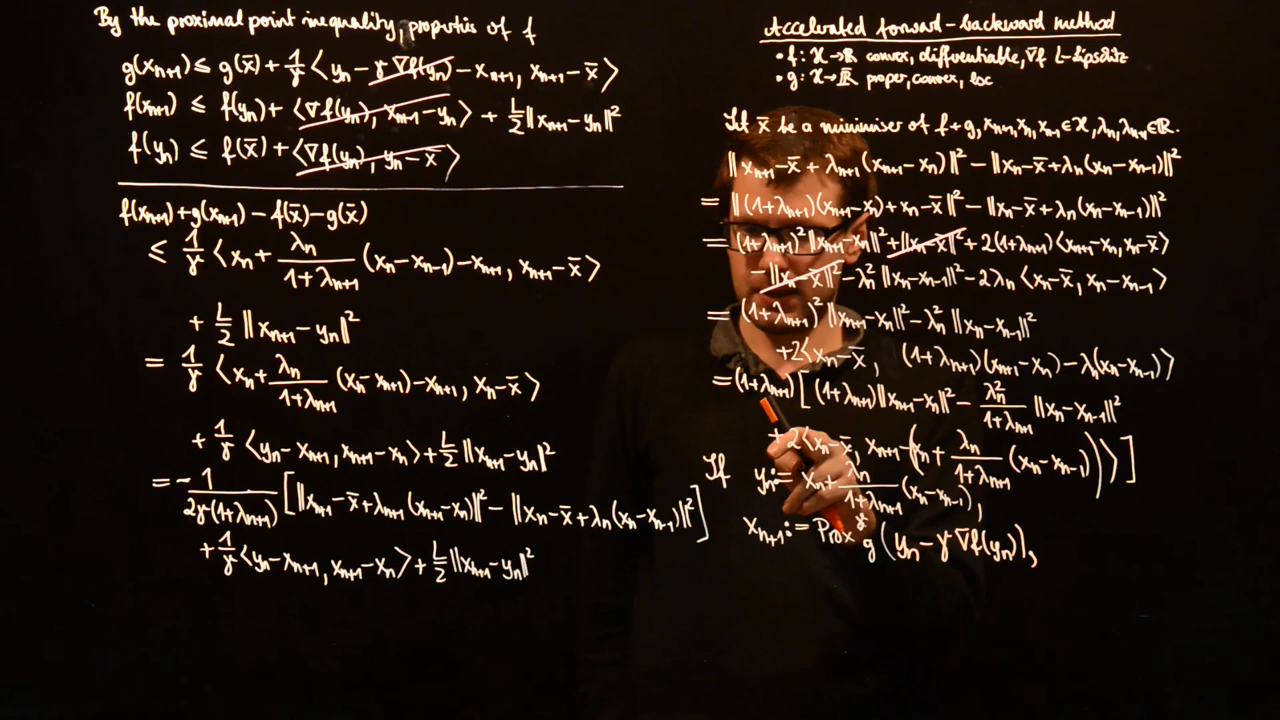 By the proximal point inequality, properties of f
g(xₙ₊₁) ≤ g(x̄) + 1/γ ⟨yₙ − γ∇f(yₙ) − xₙ₊₁, xₙ₊₁ − x̄⟩
f(xₙ₊₁) ≤ f(yₙ) + ⟨∇f(yₙ), xₙ₊₁ − yₙ⟩ + L/2 ‖xₙ₊₁ − yₙ‖²
f(yₙ) ≤ f(x̄) + ⟨∇f(yₙ), yₙ − x̄⟩
f(xₙ₊₁) + g(xₙ₊₁) − f(x̄) − g(x̄)
≤ 1/γ ⟨xₙ + λₙ/(1+λₙ₊₁) (xₙ − xₙ₋₁) − xₙ₊₁, xₙ₊₁ − x̄⟩
+ L/2 ‖xₙ₊₁ − yₙ‖²
= 1/γ ⟨xₙ + λₙ/(1+λₙ₊₁) (xₙ − xₙ₋₁) − xₙ₊₁, xₙ − x̄⟩
+ 1/γ ⟨yₙ − xₙ₊₁, xₙ₊₁ − xₙ⟩ + L/2 ‖xₙ₊₁ − yₙ‖²
= − 1/(2γ(1+λₙ₊₁)) [‖xₙ₊₁ − x̄ + λₙ₊₁(xₙ₊₁ − xₙ)‖² − ‖xₙ − x̄ + λₙ(xₙ − xₙ₋₁)‖²]
+ 1/γ ⟨yₙ − xₙ₊₁, xₙ₊₁ − xₙ⟩ + L/2 ‖xₙ₊₁ − yₙ‖²
Accelerated forward-backward method
• f: 𝓗 → ℝ convex, differentiable, ∇f L-Lipschitz
• g: 𝓗 → ℝ̄ proper, convex, lsc
Let x̄ be a minimiser of f+g, xₙ₊₁, xₙ, xₙ₋₁ ∈ 𝓗, λₙ, λₙ₊₁ ∈ ℝ.
‖xₙ₊₁ − x̄ + λₙ₊₁(xₙ₊₁ − xₙ)‖² − ‖xₙ − x̄ + λₙ(xₙ − xₙ₋₁)‖²
= ‖(1+λₙ₊₁)(xₙ₊₁ − xₙ) + xₙ − x̄‖² − ‖xₙ − x̄ + λₙ(xₙ − xₙ₋₁)‖²
= (1+λₙ₊₁)² ‖xₙ₊₁ − xₙ‖² + ‖xₙ − x̄‖² + 2(1+λₙ₊₁) ⟨xₙ₊₁ − xₙ, xₙ − x̄⟩
− ‖xₙ − x̄‖² − λₙ² ‖xₙ − xₙ₋₁‖² − 2λₙ ⟨xₙ − x̄, xₙ − xₙ₋₁⟩
= (1+λₙ₊₁)² ‖xₙ₊₁ − xₙ‖² − λₙ² ‖xₙ − xₙ₋₁‖²
+ 2⟨xₙ − x̄, (1+λₙ₊₁)(xₙ₊₁ − xₙ) − λₙ(xₙ − xₙ₋₁)⟩
= (1+λₙ₊₁) [(1+λₙ₊₁)‖xₙ₊₁ − xₙ‖² − λₙ²/(1+λₙ₊₁) ‖xₙ − xₙ₋₁‖²
+ 2⟨xₙ − x̄, xₙ₊₁ − (xₙ + λₙ/(1+λₙ₊₁) (xₙ − xₙ₋₁))⟩]
If yₙ := xₙ + λₙ/(1+λₙ₊₁) (xₙ − xₙ₋₁),
xₙ₊₁ := Prox^γ_g (yₙ − γ∇f(yₙ)),